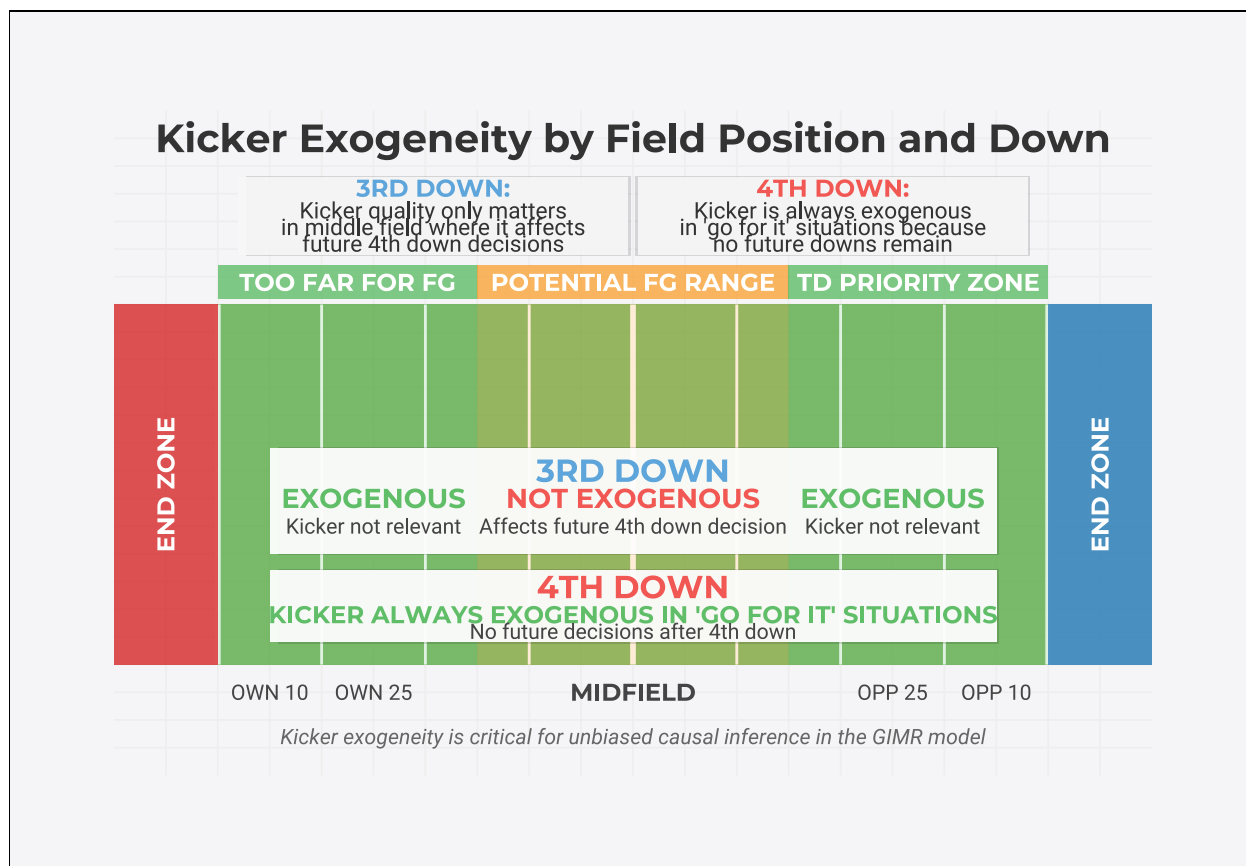 Kicker Exogeneity by Field Position and Down
3RD DOWN:
Kicker quality only matters
in middle field where it affects
future 4th down decisions
4TH DOWN:
Kicker is always exogenous
in 'go for it' situations because
no future downs remain
TOO FAR FOR FG
POTENTIAL FG RANGE
TD PRIORITY ZONE
END ZONE
3RD DOWN
EXOGENOUS
NOT EXOGENOUS
EXOGENOUS
Kicker not relevant
Affects future 4th down decision
Kicker not relevant
4TH DOWN
KICKER ALWAYS EXOGENOUS IN 'GO FOR IT' SITUATIONS
No future decisions after 4th down
END ZONE
OWN 10
OWN 25
MIDFIELD
OPP 25
OPP 10
Kicker exogeneity is critical for unbiased causal inference in the GIMR model